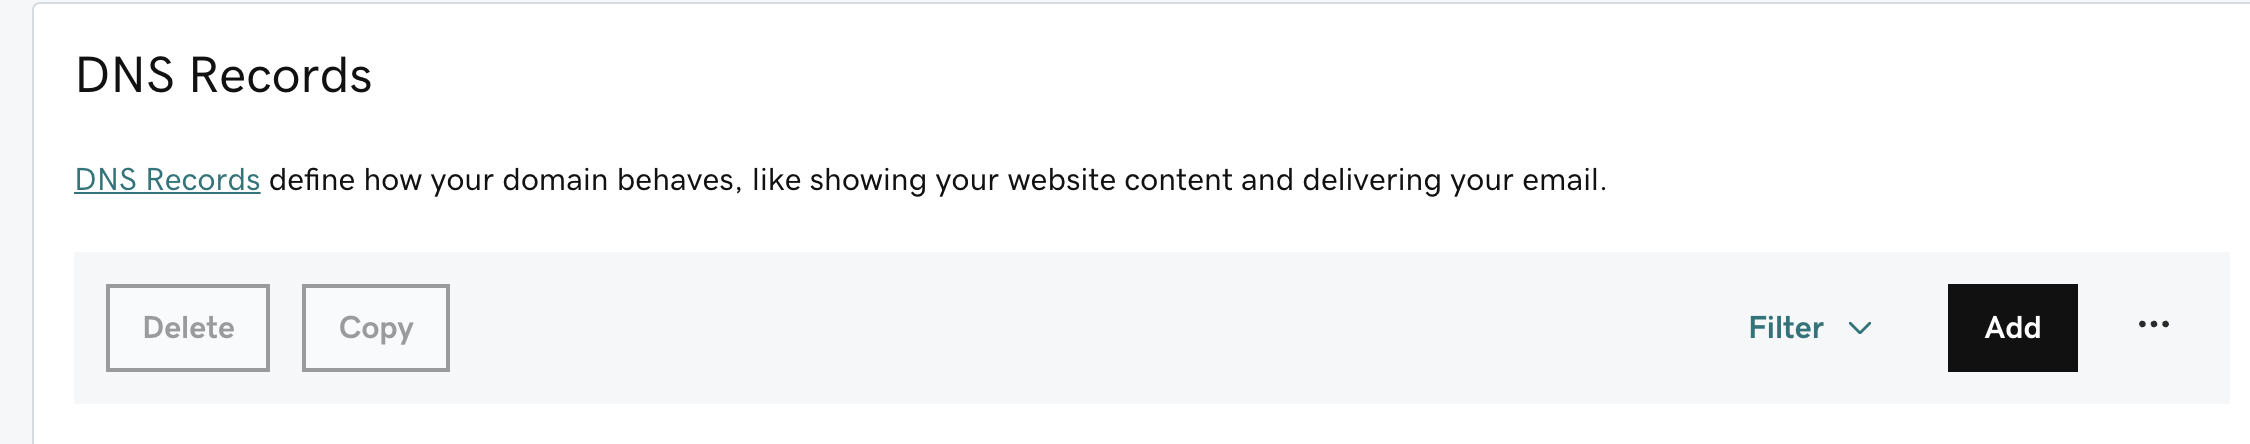 DNS Records
DNS Records define how your domain behaves, like showing your website content and delivering your email.
Delete Copy Filter Add